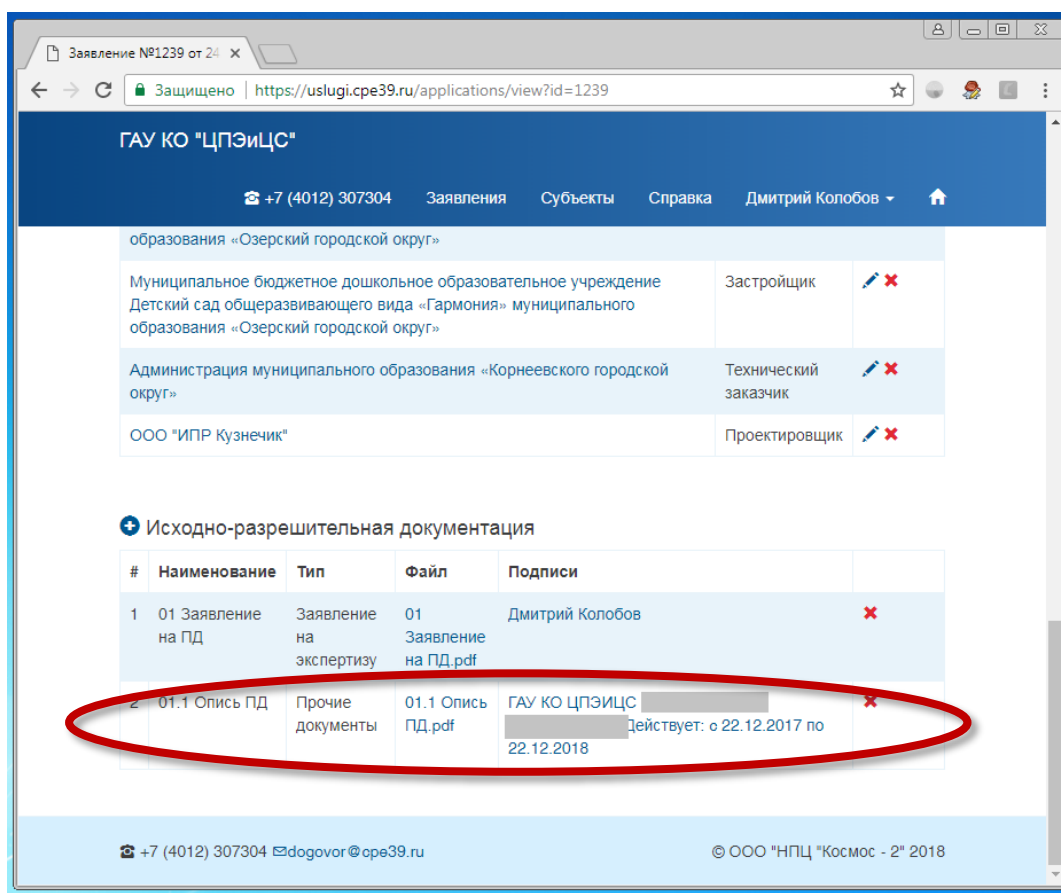 Заявление №1239 от 24
Защищено | https://uslugi.cpe39.ru/applications/view?id=1239
ГАУ КО "ЦПЭиЦС"
+7 (4012) 307304 Заявления Субъекты Справка Дмитрий Колобов
образования «Озерский городской округ»
Муниципальное бюджетное дошкольное образовательное учреждение
Детский сад общеразвивающего вида «Гармония» муниципального
образования «Озерский городской округ»
Застройщик
Администрация муниципального образования «Корнеевского городской
округ»
Технический
заказчик
ООО "ИПР Кузнечик"
Проектировщик
Исходно-разрешительная документация
# Наименование Тип Файл Подписи
1 01 Заявление
на ПД
Заявление
на
экспертизу
01
Заявление
на ПД.pdf
Дмитрий Колобов
2 01.1 Опись ПД
Прочие
документы
01.1 Опись
ПД.pdf
ГАУ КО ЦПЭИЦС
Действует: с 22.12.2017 по
22.12.2018
+7 (4012) 307304 dogovor@cpe39.ru © ООО "НПЦ "Космос - 2" 2018